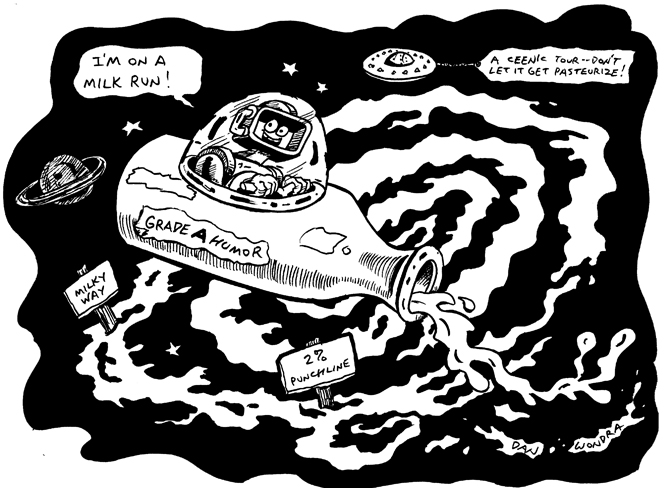 I'M ON A
MILK RUN!
A CEENIC TOUR--DON'T
LET IT GET PASTEURIZE!
GRADE A HUMOR
MILKY
WAY
2%
PUNCHLINE
DAN WONDRA